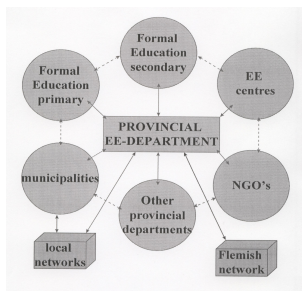 Formal
Education
secondary
Formal
Education
primary
EE
centres
PROVINCIAL
EE-DEPARTMENT
municipalities
NGO's
Other
provincial
departments
local
networks
Flemish
network